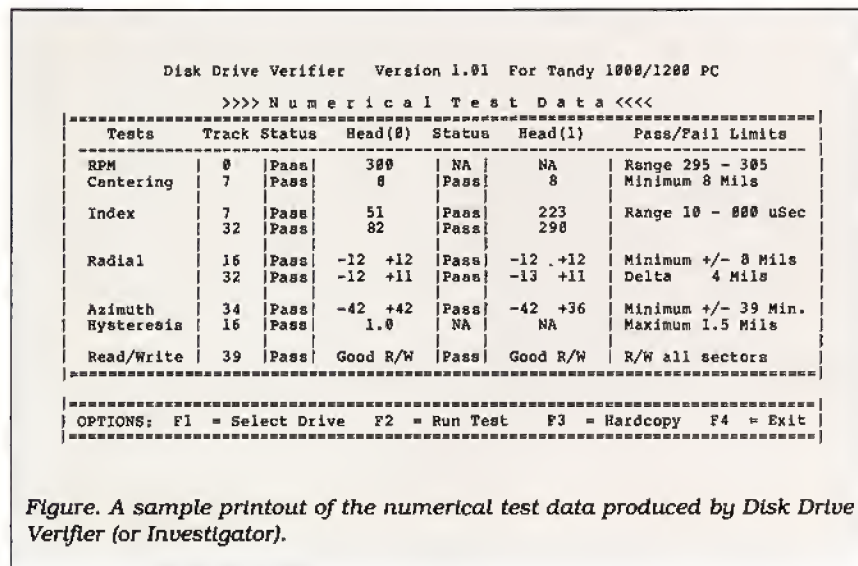 Disk Drive Verifier Version 1.01 For Tandy 1000/1200 PC
>>>> N u m e r i c a l T e s t D a t a <<<<
Tests Track Status Head(0) Status Head(1) Pass/Fail Limits
RPM 0 Pass 300 NA NA Range 295 - 305
Cantering 7 Pass 8 Pass 8 Minimum 8 Mils
Index 7 Pass 51 Pass 223 Range 10 - 000 uSec
32 Pass 82 Pass 290
Radial 16 Pass -12 +12 Pass -12 +12 Minimum +/- 8 Mils
32 Pass -12 +11 Pass -13 +11 Delta 4 Mils
Azimuth 34 Pass -42 +42 Pass -42 +36 Minimum +/- 39 Min.
Hysteresis 16 Pass 1.0 NA NA Maximum 1.5 Mils
Read/Write 39 Pass Good R/W Pass Good R/W R/W all sectors
OPTIONS: F1 = Select Drive F2 = Run Test F3 = Hardcopy F4 = Exit
Figure. A sample printout of the numerical test data produced by Disk Drive
Verifier (or Investigator).